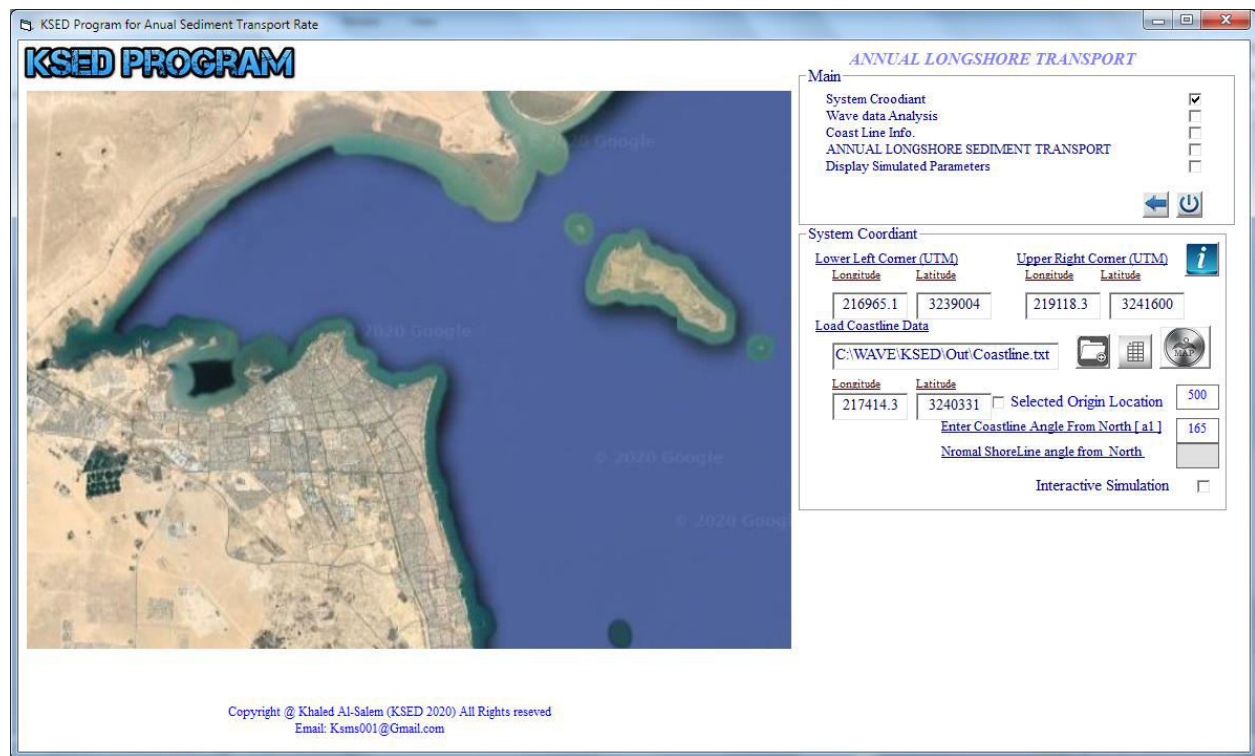 KSED Program for Anual Sediment Transport Rate
KSED PROGRAM
ANNUAL LONGSHORE TRANSPORT
Main
System Croodiant
Wave data Analysis
Coast Line Info.
ANNUAL LONGSHORE SEDIMENT TRANSPORT
Display Simulated Parameters
System Coordiant
Lower Left Corner (UTM) Upper Right Corner (UTM)
Longitude Latitude Longitude Latitude
216965.1 3239004 219118.3 3241600
i
Load Coastline Data
C:\WAVE\KSED\Out\Coastline.txt
MAP
Longitude Latitude
217414.3 3240331 Selected Origin Location 500
Enter Coastline Angle From North [ a1 ] 165
Nromal ShoreLine angle from North
Interactive Simulation
© 2020 Google
2020 Google
© 2020 Google
© 2020 Goog
Copyright @ Khaled Al-Salem (KSED 2020) All Rights reseved
Email: Ksms001@Gmail.com